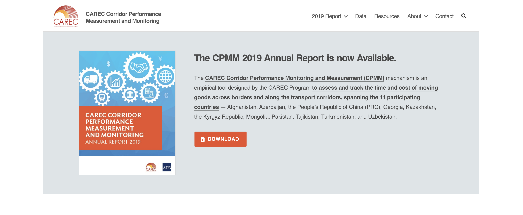 CAREC
CAREC Corridor Performance
Measurement and Monitoring
2019 Report
Data
Resources
About
Contact
CAREC CORRIDOR
PERFORMANCE
MEASUREMENT
AND MONITORING
ANNUAL REPORT 2019
The CPMM 2019 Annual Report is now Available.
The CAREC Corridor Performance Monitoring and Measurement (CPMM) mechanism is an
empirical tool designed by the CAREC Program to assess and track the time and cost of moving
goods across borders and along the transport corridors, spanning the 11 participating
countries — Afghanistan, Azerbaijan, the People's Republic of China (PRC), Georgia, Kazakhstan,
the Kyrgyz Republic, Mongolia, Pakistan, Tajikistan, Turkmenistan, and Uzbekistan.
DOWNLOAD